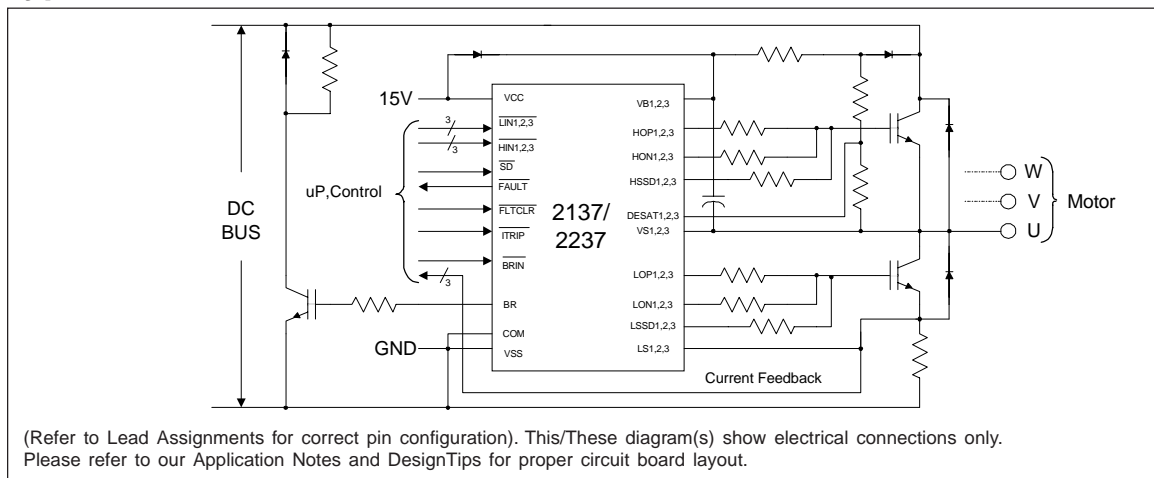 DC
BUS
15V
uP,Control
GND
3
3
3
VCC
LIN1,2,3
HIN1,2,3
SD
FAULT
FLTCLR
ITRIP
BRIN
BR
COM
VSS
2137/
2237
VB1,2,3
HOP1,2,3
HON1,2,3
HSSD1,2,3
DESAT1,2,3
VS1,2,3
LOP1,2,3
LON1,2,3
LSSD1,2,3
LS1,2,3
Current Feedback
W
V
U
Motor
(Refer to Lead Assignments for correct pin configuration). This/These diagram(s) show electrical connections only.
Please refer to our Application Notes and DesignTips for proper circuit board layout.